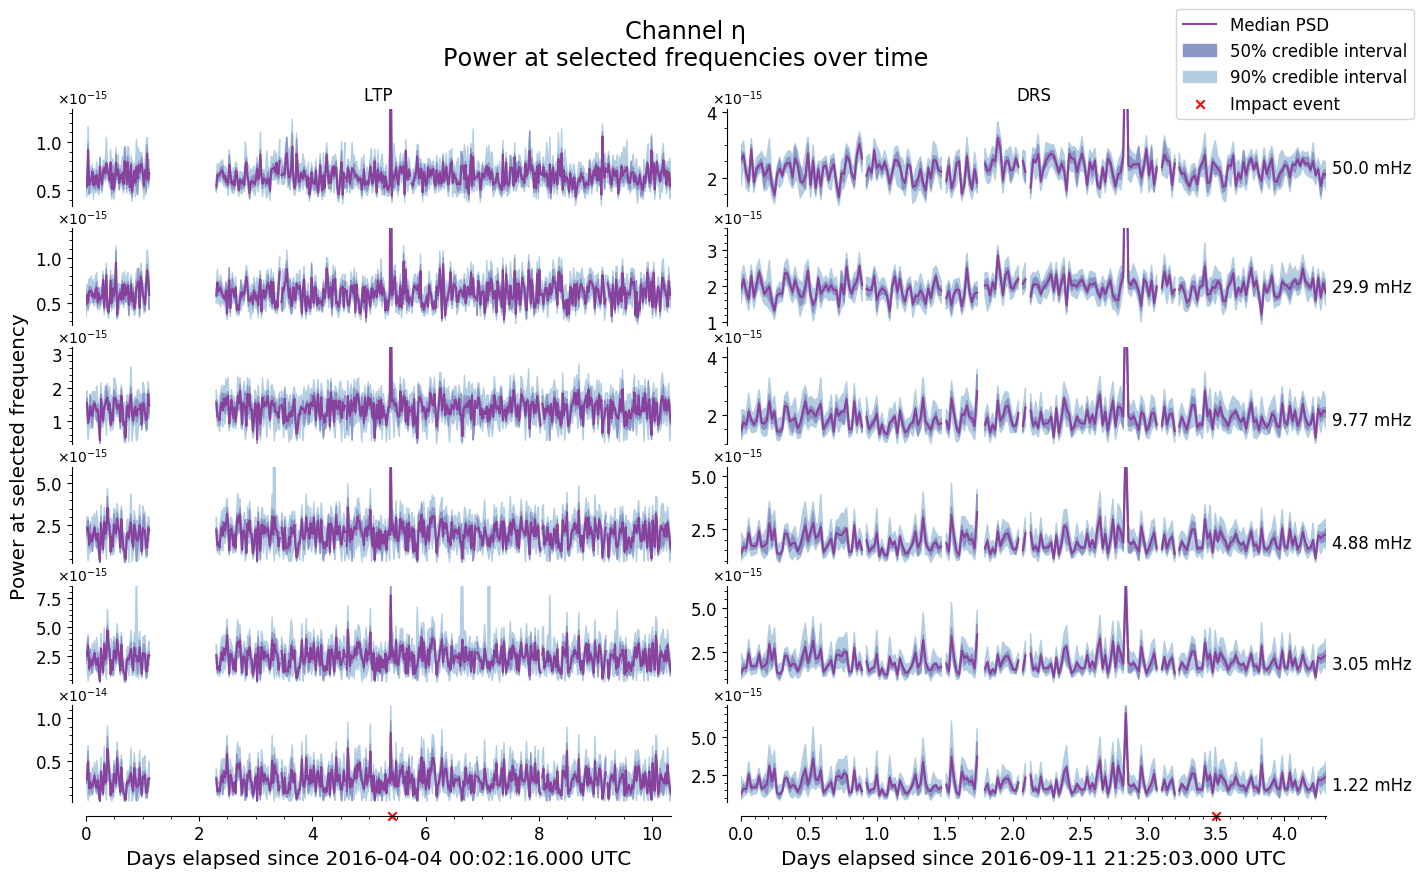 Channel η
Power at selected frequencies over time
Median PSD
50% credible interval
90% credible interval
Impact event
LTP
DRS
Power at selected frequency
×10⁻¹⁵
1.0
0.5
×10⁻¹⁵
4
2
50.0 mHz
×10⁻¹⁵
1.0
0.5
×10⁻¹⁵
3
2
1
29.9 mHz
×10⁻¹⁵
3
2
1
×10⁻¹⁵
4
2
9.77 mHz
×10⁻¹⁵
5.0
2.5
×10⁻¹⁵
5.0
2.5
4.88 mHz
×10⁻¹⁵
7.5
5.0
2.5
×10⁻¹⁵
5.0
2.5
3.05 mHz
×10⁻¹⁴
1.0
0.5
×10⁻¹⁵
5.0
2.5
1.22 mHz
0 2 4 6 8 10
0.0 0.5 1.0 1.5 2.0 2.5 3.0 3.5 4.0
Days elapsed since 2016-04-04 00:02:16.000 UTC
Days elapsed since 2016-09-11 21:25:03.000 UTC